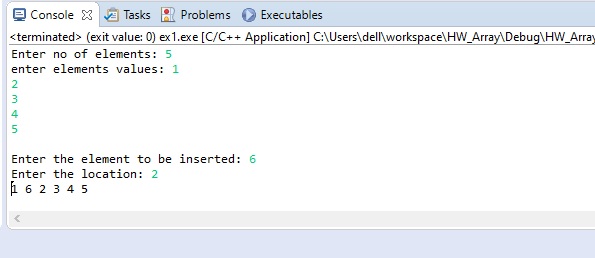 Console Tasks Problems Executables
<terminated> (exit value: 0) ex1.exe [C/C++ Application] C:\Users\dell\workspace\HW_Array\Debug\HW_Array
Enter no of elements: 5
enter elements values: 1
2
3
4
5
Enter the element to be inserted: 6
Enter the location: 2
1 6 2 3 4 5